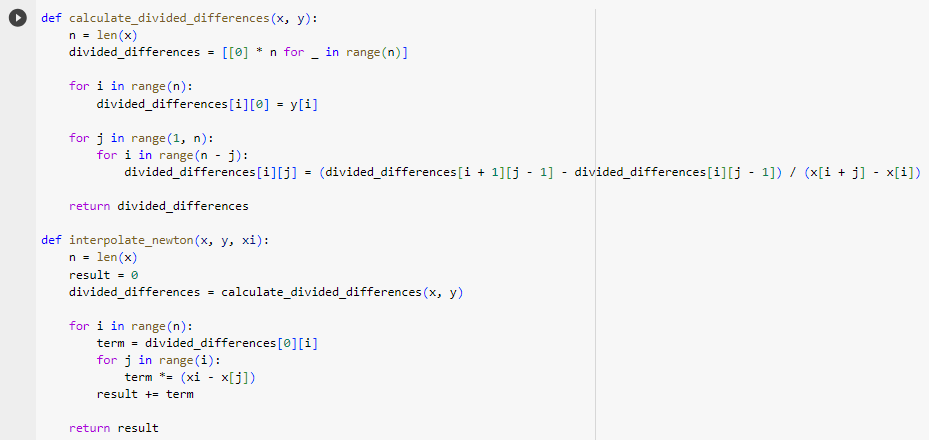 def calculate_divided_differences(x, y):
    n = len(x)
    divided_differences = [[0] * n for _ in range(n)]

    for i in range(n):
        divided_differences[i][0] = y[i]

    for j in range(1, n):
        for i in range(n - j):
            divided_differences[i][j] = (divided_differences[i + 1][j - 1] - divided_differences[i][j - 1]) / (x[i + j] - x[i])

    return divided_differences

def interpolate_newton(x, y, xi):
    n = len(x)
    result = 0
    divided_differences = calculate_divided_differences(x, y)

    for i in range(n):
        term = divided_differences[0][i]
        for j in range(i):
            term *= (xi - x[j])
        result += term

    return result